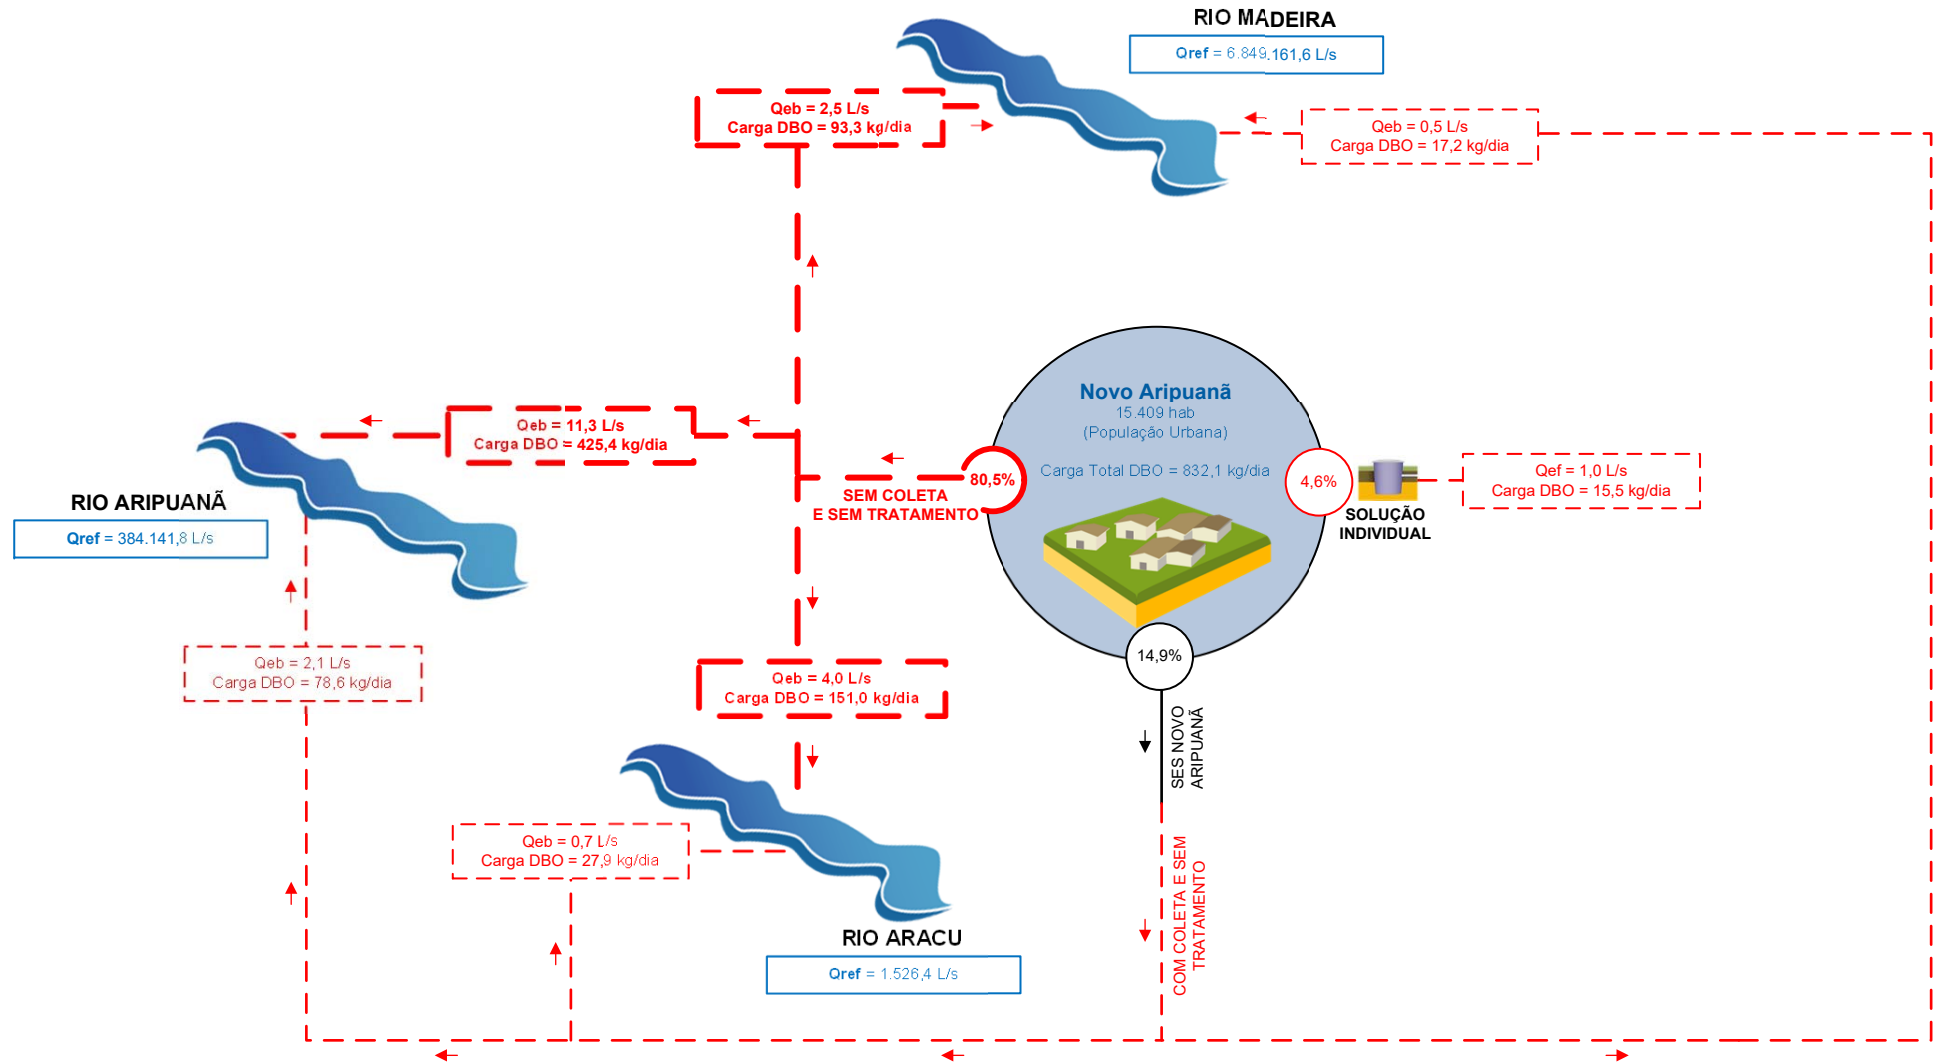 RIO MADEIRA
Qref = 6.849.161,6 L/s
Qeb = 2,5 L/s
Carga DBO = 93,3 kg/dia
Qeb = 0,5 L/s
Carga DBO = 17,2 kg/dia
Novo Aripuanã
15.409 hab
(População Urbana)
Carga Total DBO = 832,1 kg/dia
Qeb = 11,3 L/s
Carga DBO = 425,4 kg/dia
80,5%
SEM COLETA
E SEM TRATAMENTO
4,6%
SOLUÇÃO
INDIVIDUAL
Qef = 1,0 L/s
Carga DBO = 15,5 kg/dia
RIO ARIPUANÃ
Qref = 384.141,8 L/s
Qeb = 2,1 L/s
Carga DBO = 78,6 kg/dia
Qeb = 4,0 L/s
Carga DBO = 151,0 kg/dia
14,9%
SES NOVO
ARIPUANÃ
Qeb = 0,7 L/s
Carga DBO = 27,9 kg/dia
COM COLETA E SEM
TRATAMENTO
RIO ARACU
Qref = 1.526,4 L/s